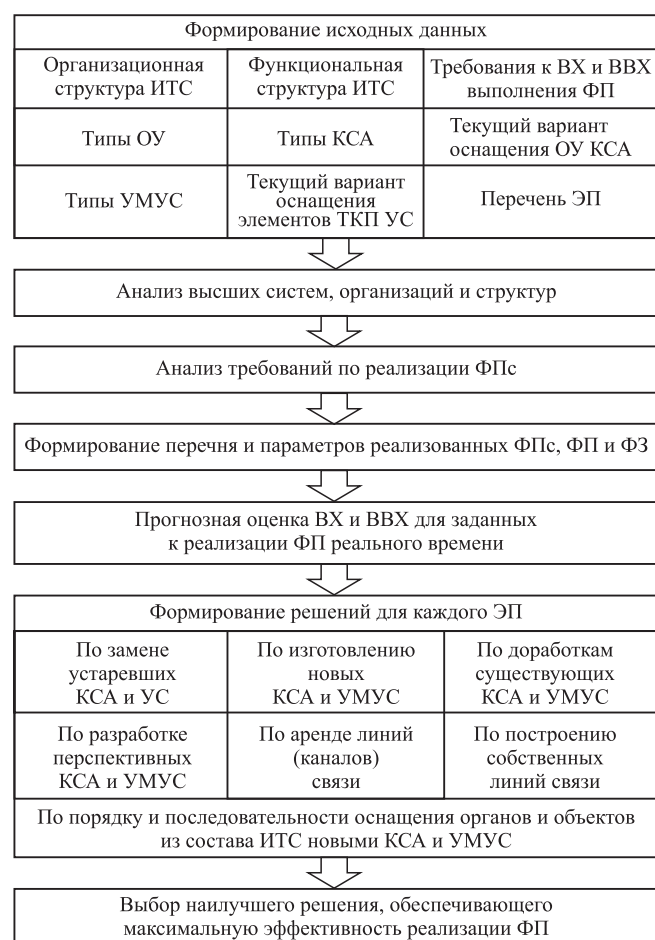 Формирование исходных данных
Организационная
структура ИТС
Функциональная
структура ИТС
Требования к ВХ и ВВХ
выполнения ФП
Типы ОУ
Типы КСА
Текущий вариант
оснащения ОУ КСА
Типы УМУС
Текущий вариант
оснащения
элементов ТКП УС
Перечень ЭП
Анализ высших систем, организаций и структур
Анализ требований по реализации ФПс
Формирование перечня и параметров реализованных ФПс, ФП и ФЗ
Прогнозная оценка ВХ и ВВХ для заданных
к реализации ФП реального времени
Формирование решений для каждого ЭП
По замене
устаревших
КСА и УС
По изготовлению
новых
КСА и УМУС
По доработкам
существующих
КСА и УМУС
По разработке
перспективных
КСА и УМУС
По аренде линий
(каналов)
связи
По построению
собственных
линий связи
По порядку и последовательности оснащения органов и объектов
из состава ИТС новыми КСА и УМУС
Выбор наилучшего решения, обеспечивающего
максимальную эффективность реализации ФП